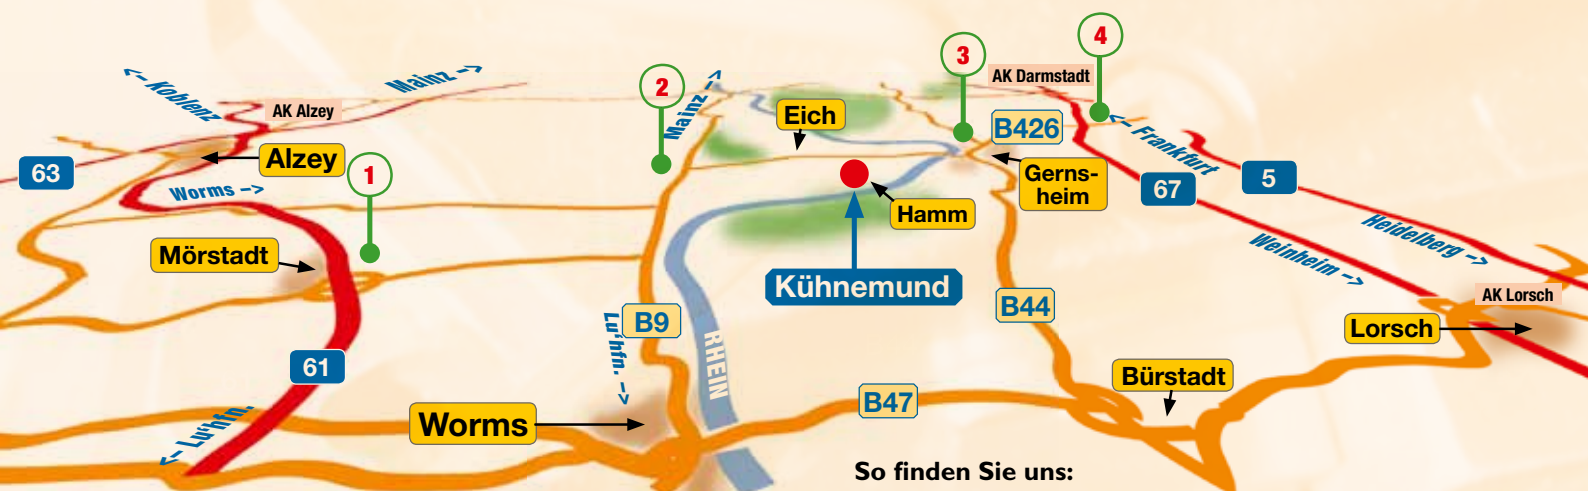 4
3
2
<– Koblenz
Mainz –>
AK Alzey
Mainz –>
AK Darmstadt
Eich
B426
<– Frankfurt
63
Alzey
1
Worms –>
Gerns-
heim
67
5
Hamm
Mörstadt
Kühnemund
Weinheim –>
Heidelberg –>
B44
AK Lorsch
Lorsch
B9
Lu'hfn. –>
RHEIN
61
Bürstadt
B47
Worms
<– Lu'hfn.
So finden Sie uns: